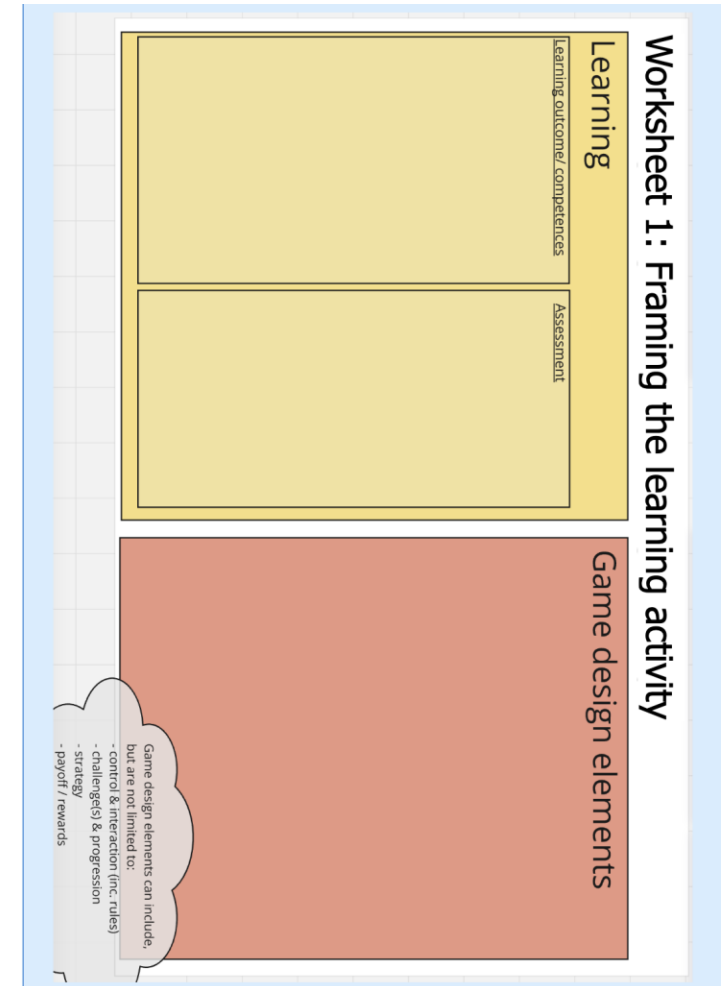 Worksheet 1: Framing the learning activity
Learning
Learning outcome/ competences
Assessment
Game design elements
Game design elements can include,
but are not limited to:
- control & interaction (inc. rules)
- challenge(s) & progression
- strategy
- payoff / rewards